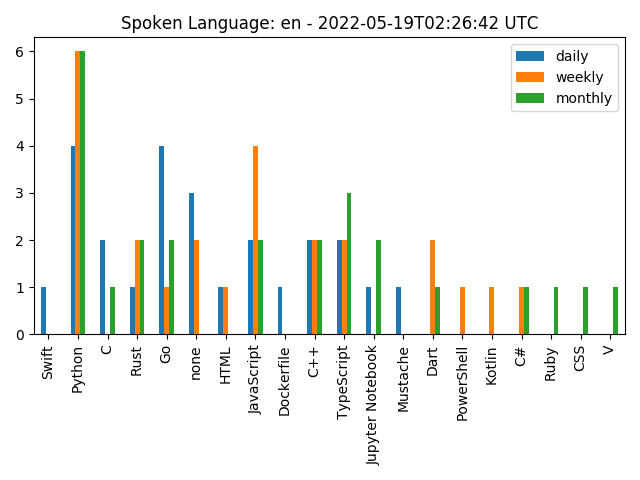 Spoken Language: en - 2022-05-19T02:26:42 UTC
daily
weekly
monthly
6
5
4
3
2
1
0
Swift
Python
C
Rust
Go
none
HTML
JavaScript
Dockerfile
C++
TypeScript
Jupyter Notebook
Mustache
Dart
PowerShell
Kotlin
C#
Ruby
CSS
V